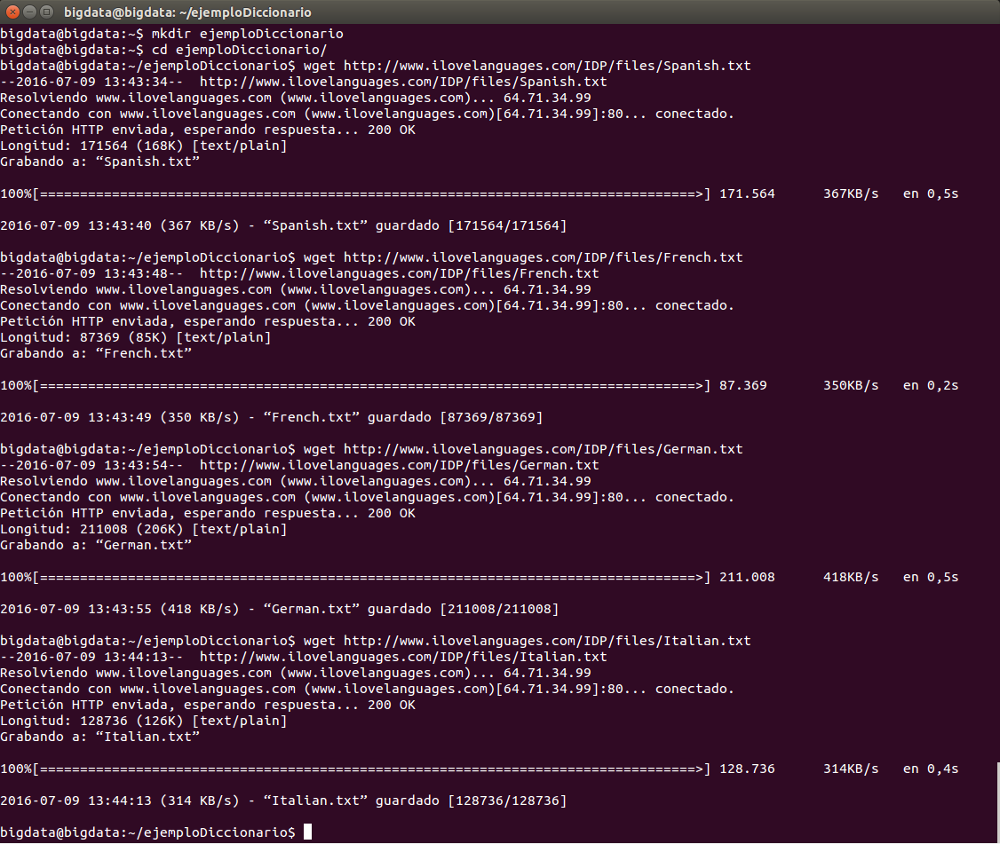 bigdata@bigdata: ~/ejemploDiccionario
bigdata@bigdata:~$ mkdir ejemploDiccionario
bigdata@bigdata:~$ cd ejemploDiccionario/
bigdata@bigdata:~/ejemploDiccionario$ wget http://www.ilovelanguages.com/IDP/files/Spanish.txt
--2016-07-09 13:43:34--  http://www.ilovelanguages.com/IDP/files/Spanish.txt
Resolviendo www.ilovelanguages.com (www.ilovelanguages.com)... 64.71.34.99
Conectando con www.ilovelanguages.com (www.ilovelanguages.com)[64.71.34.99]:80... conectado.
Petición HTTP enviada, esperando respuesta... 200 OK
Longitud: 171564 (168K) [text/plain]
Grabando a: “Spanish.txt”
100%[==================================================================================>] 171.564      367KB/s   en 0,5s
2016-07-09 13:43:40 (367 KB/s) - “Spanish.txt” guardado [171564/171564]
bigdata@bigdata:~/ejemploDiccionario$ wget http://www.ilovelanguages.com/IDP/files/French.txt
--2016-07-09 13:43:48--  http://www.ilovelanguages.com/IDP/files/French.txt
Resolviendo www.ilovelanguages.com (www.ilovelanguages.com)... 64.71.34.99
Conectando con www.ilovelanguages.com (www.ilovelanguages.com)[64.71.34.99]:80... conectado.
Petición HTTP enviada, esperando respuesta... 200 OK
Longitud: 87369 (85K) [text/plain]
Grabando a: “French.txt”
100%[==================================================================================>] 87.369       350KB/s   en 0,2s
2016-07-09 13:43:49 (350 KB/s) - “French.txt” guardado [87369/87369]
bigdata@bigdata:~/ejemploDiccionario$ wget http://www.ilovelanguages.com/IDP/files/German.txt
--2016-07-09 13:43:54--  http://www.ilovelanguages.com/IDP/files/German.txt
Resolviendo www.ilovelanguages.com (www.ilovelanguages.com)... 64.71.34.99
Conectando con www.ilovelanguages.com (www.ilovelanguages.com)[64.71.34.99]:80... conectado.
Petición HTTP enviada, esperando respuesta... 200 OK
Longitud: 211008 (206K) [text/plain]
Grabando a: “German.txt”
100%[==================================================================================>] 211.008      418KB/s   en 0,5s
2016-07-09 13:43:55 (418 KB/s) - “German.txt” guardado [211008/211008]
bigdata@bigdata:~/ejemploDiccionario$ wget http://www.ilovelanguages.com/IDP/files/Italian.txt
--2016-07-09 13:44:13--  http://www.ilovelanguages.com/IDP/files/Italian.txt
Resolviendo www.ilovelanguages.com (www.ilovelanguages.com)... 64.71.34.99
Conectando con www.ilovelanguages.com (www.ilovelanguages.com)[64.71.34.99]:80... conectado.
Petición HTTP enviada, esperando respuesta... 200 OK
Longitud: 128736 (126K) [text/plain]
Grabando a: “Italian.txt”
100%[==================================================================================>] 128.736      314KB/s   en 0,4s
2016-07-09 13:44:13 (314 KB/s) - “Italian.txt” guardado [128736/128736]
bigdata@bigdata:~/ejemploDiccionario$